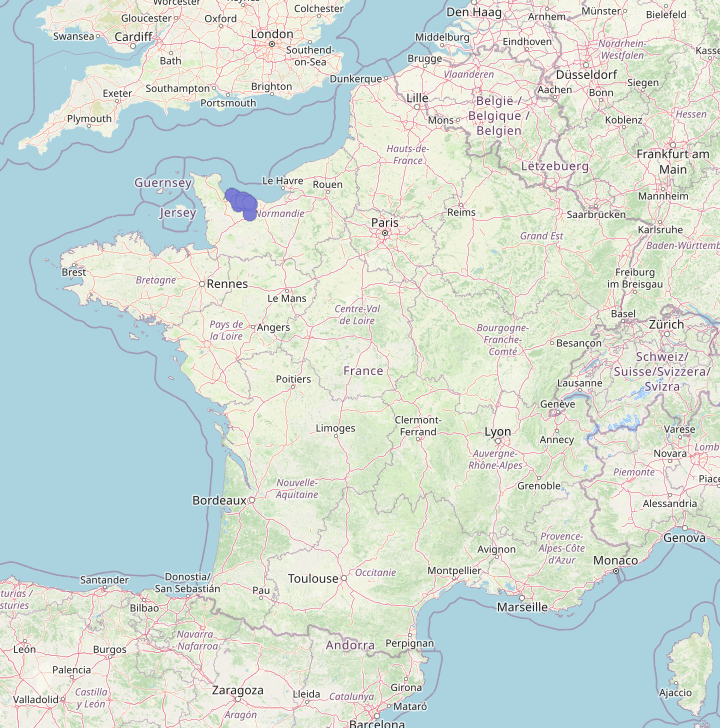 Worcester
Colchester
Gloucester
Oxford
Swansea
Cardiff
London
Bath
Southend-
on-Sea
Den Haag
Arnhem
Münster
Bielefeld
Middelburg
Eindhoven
Brugge
Nordrhein-
Westfalen
Vlaanderen
Düsseldorf
Exeter
Southampton
Brighton
Portsmouth
Plymouth
Dunkerque
Lille
Mons
België /
Belgique /
Belgien
Aachen
Bonn
Siegen
Koblenz
Hessen
Hauts-de-
France
Lëtzebuerg
Frankfurt am
Main
Mannheim
Guernsey
Jersey
Le Havre
Rouen
Normandie
Paris
Reims
Saarbrücken
Karlsruhe
Grand Est
Baden-Württemb
Brest
Bretagne
Rennes
Le Mans
Freiburg
im Breisgau
Basel
Zürich
Centre-Val
de Loire
Pays de
la Loire
Angers
Bourgogne-
Franche-
Comté
Besançon
Schweiz/
Suisse/Svizzera/
Svizra
Lausanne
France
Poitiers
Genève
Annecy
Limoges
Clermont-
Ferrand
Lyon
Varese
Novara
Lomb
Auvergne-
Rhône-Alpes
Piemonte
Nouvelle-
Aquitaine
Grenoble
Piace
Alessandria
Bordeaux
Genova
Provence-
Alpes-Côte
d'Azur
Avignon
Monaco
Santander
Donostia/
San Sebastián
Toulouse
Occitanie
Montpellier
Marseille
turias /
sturies
Bilbao
Pau
Perpignan
Andorra
León
Burgos
Navarra
Nafarroa
Palencia
Castilla
y León
Valladolid
Zaragoza
Aragón
Lleida
Catalunya
Girona
Mataró
Barcelona
Ajaccio